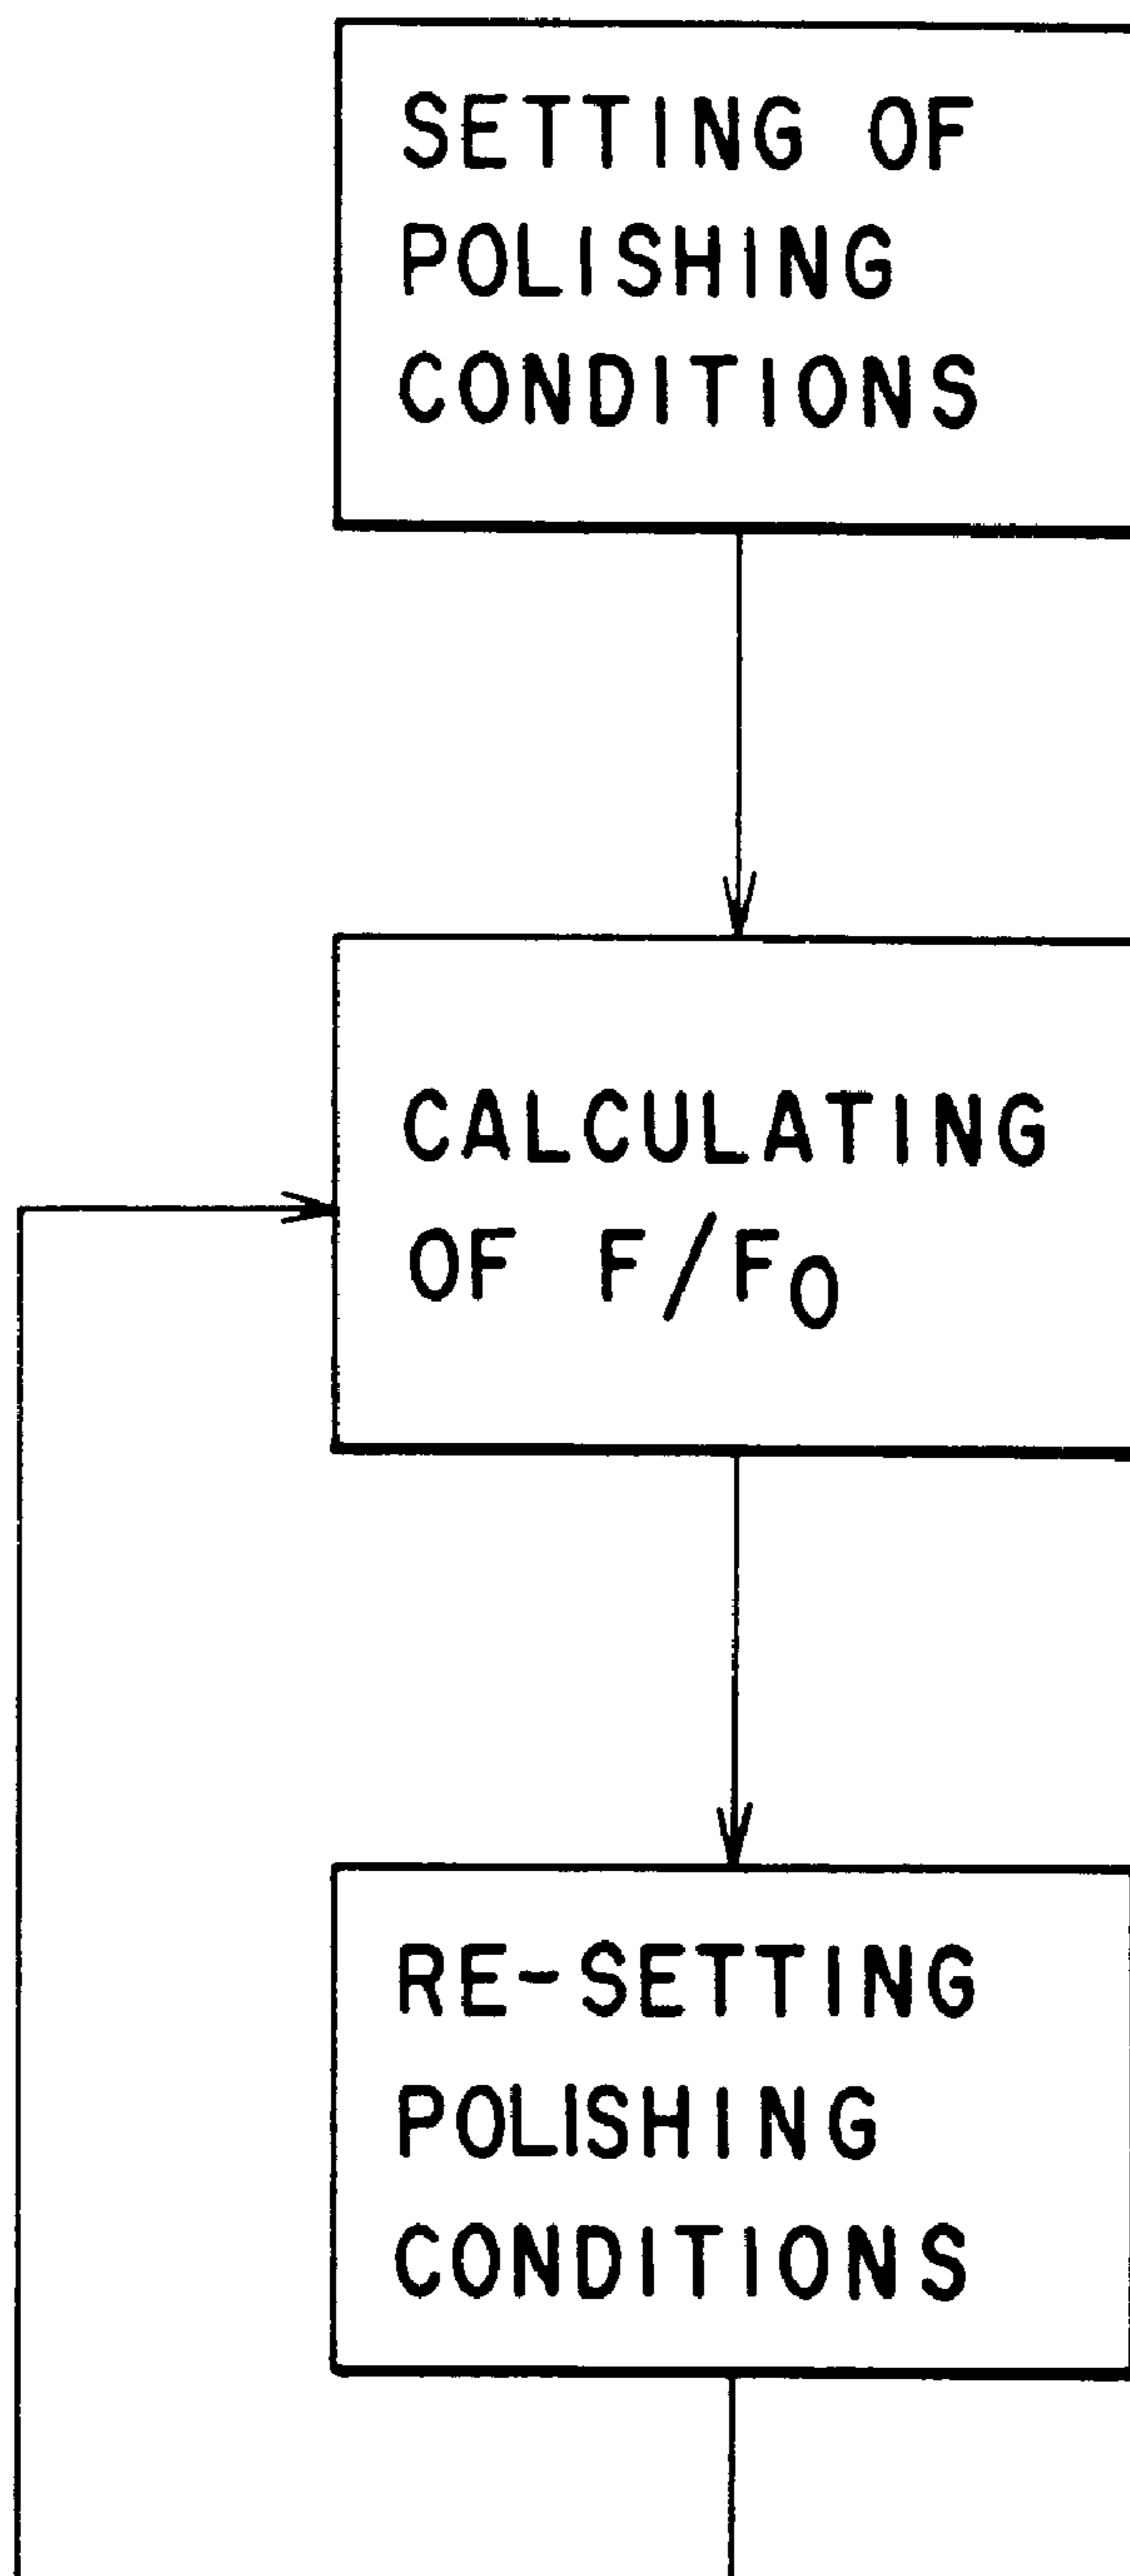 SETTING OF
POLISHING
CONDITIONS
CALCULATING
OF F/F₀
RE-SETTING
POLISHING
CONDITIONS